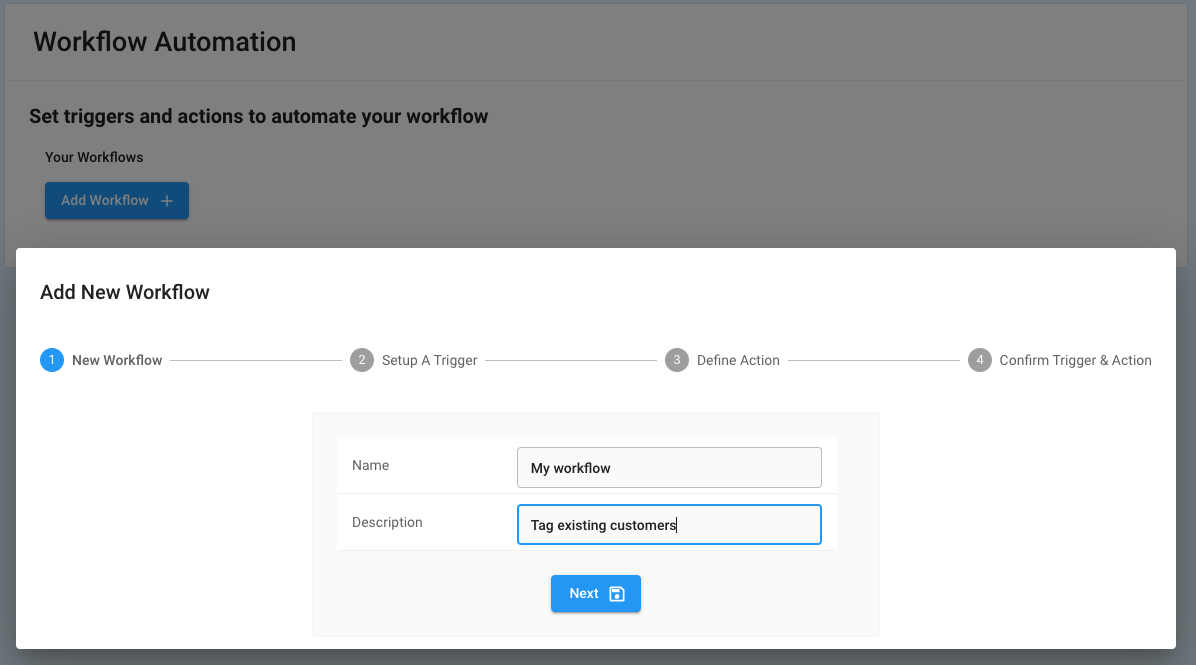 Workflow Automation
Set triggers and actions to automate your workflow
Your Workflows
Add Workflow
Add New Workflow
1 New Workflow 2 Setup A Trigger 3 Define Action 4 Confirm Trigger & Action
Name My workflow
Description Tag existing customers
Next